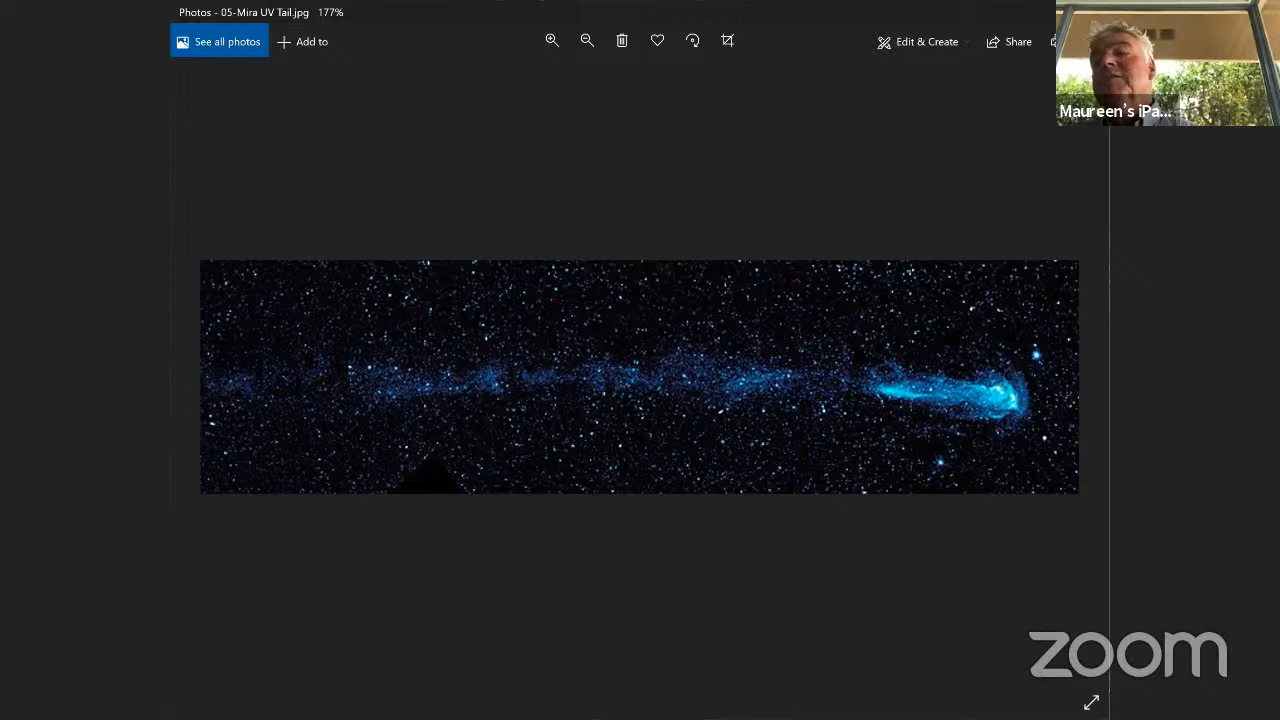 Photos - 05-Mira UV Tail.jpg 177%
See all photos
Add to
Edit & Create
Share
Maureen's iPa...
zoom